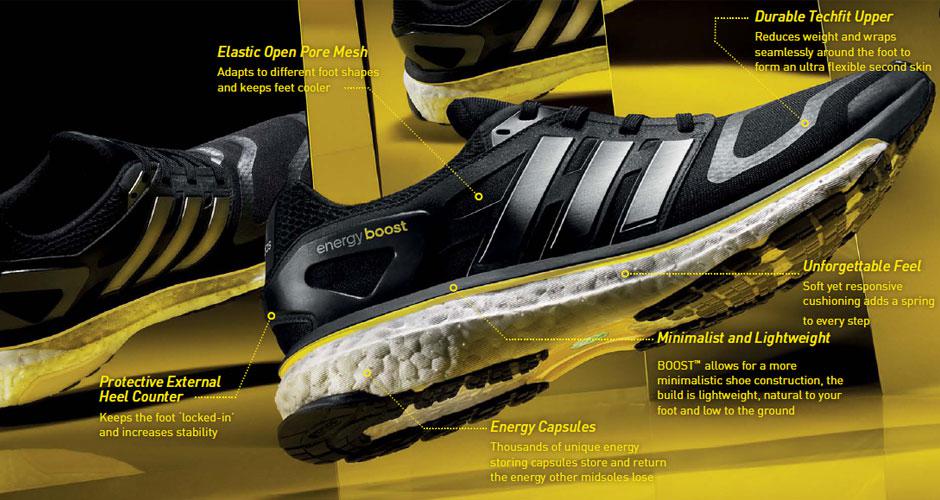 Durable Techfit Upper
Reduces weight and wraps
seamlessly around the foot to
form an ultra flexible second skin
Elastic Open Pore Mesh
Adapts to different foot shapes
and keeps feet cooler
energy boost
Unforgettable Feel
Soft yet responsive
cushioning adds a spring
to every step
Minimalist and Lightweight
BOOST™ allows for a more
minimalistic shoe construction, the
build is lightweight, natural to your
foot and low to the ground
Protective External
Heel Counter
Keeps the foot 'locked-in'
and increases stability
Energy Capsules
Thousands of unique energy
storing capsules store and return
the energy other midsoles lose